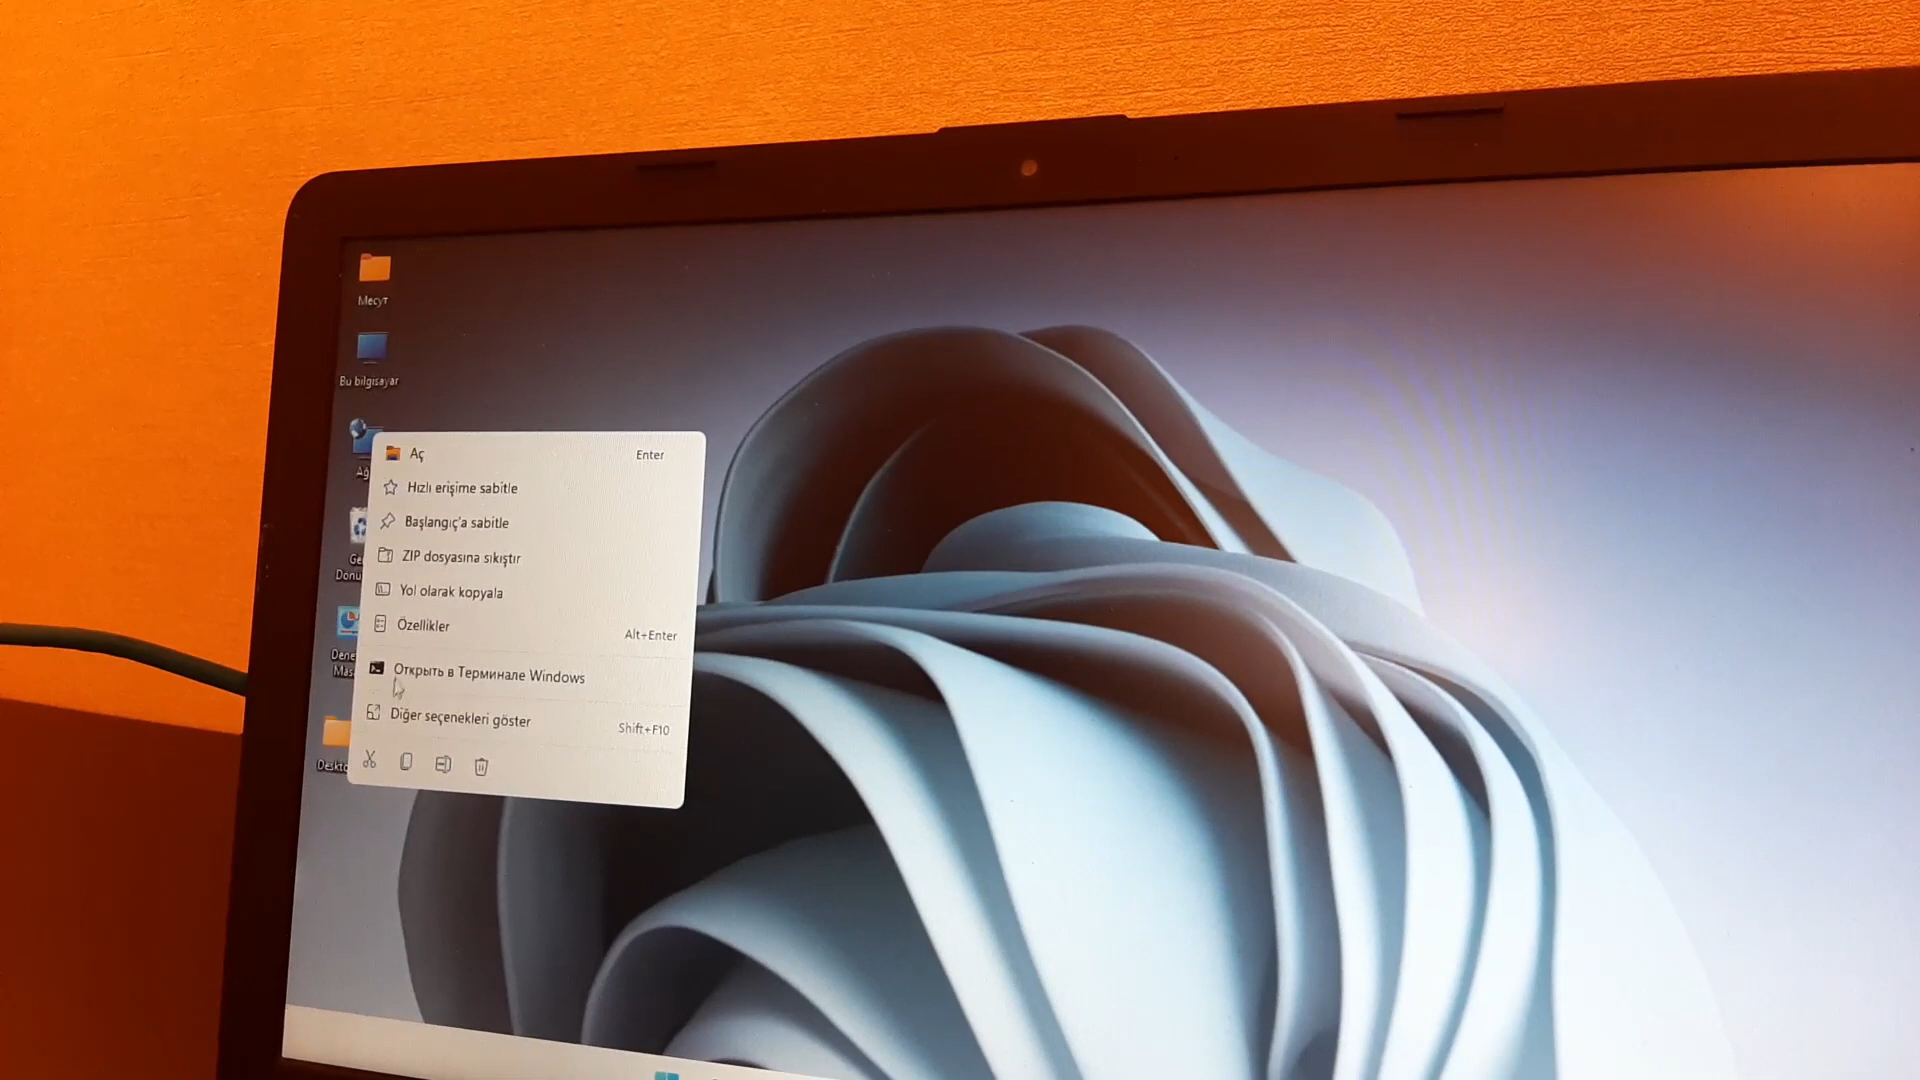 Месут
Bu bilgisayar
Aç Enter
Hızlı erişime sabitle
Başlangıç'a sabitle
ZIP dosyasına sıkıştır
Yol olarak kopyala
Özellikler Alt+Enter
Открыть в Терминале Windows
Diğer seçenekleri göster Shift+F10